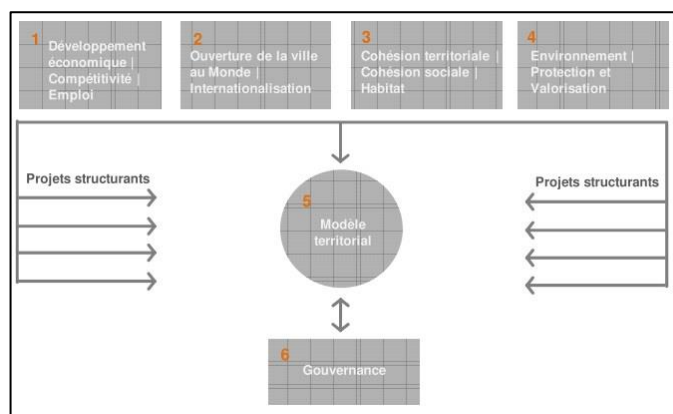 1
Développement
économique |
Compétitivité |
Emploi
2
Ouverture de la ville
au Monde |
Internationalisation
3
Cohésion territoriale |
Cohésion sociale |
Habitat
4
Environnement |
Protection et
Valorisation
Projets structurants
Projets structurants
5
Modèle
territorial
6
Gouvernance